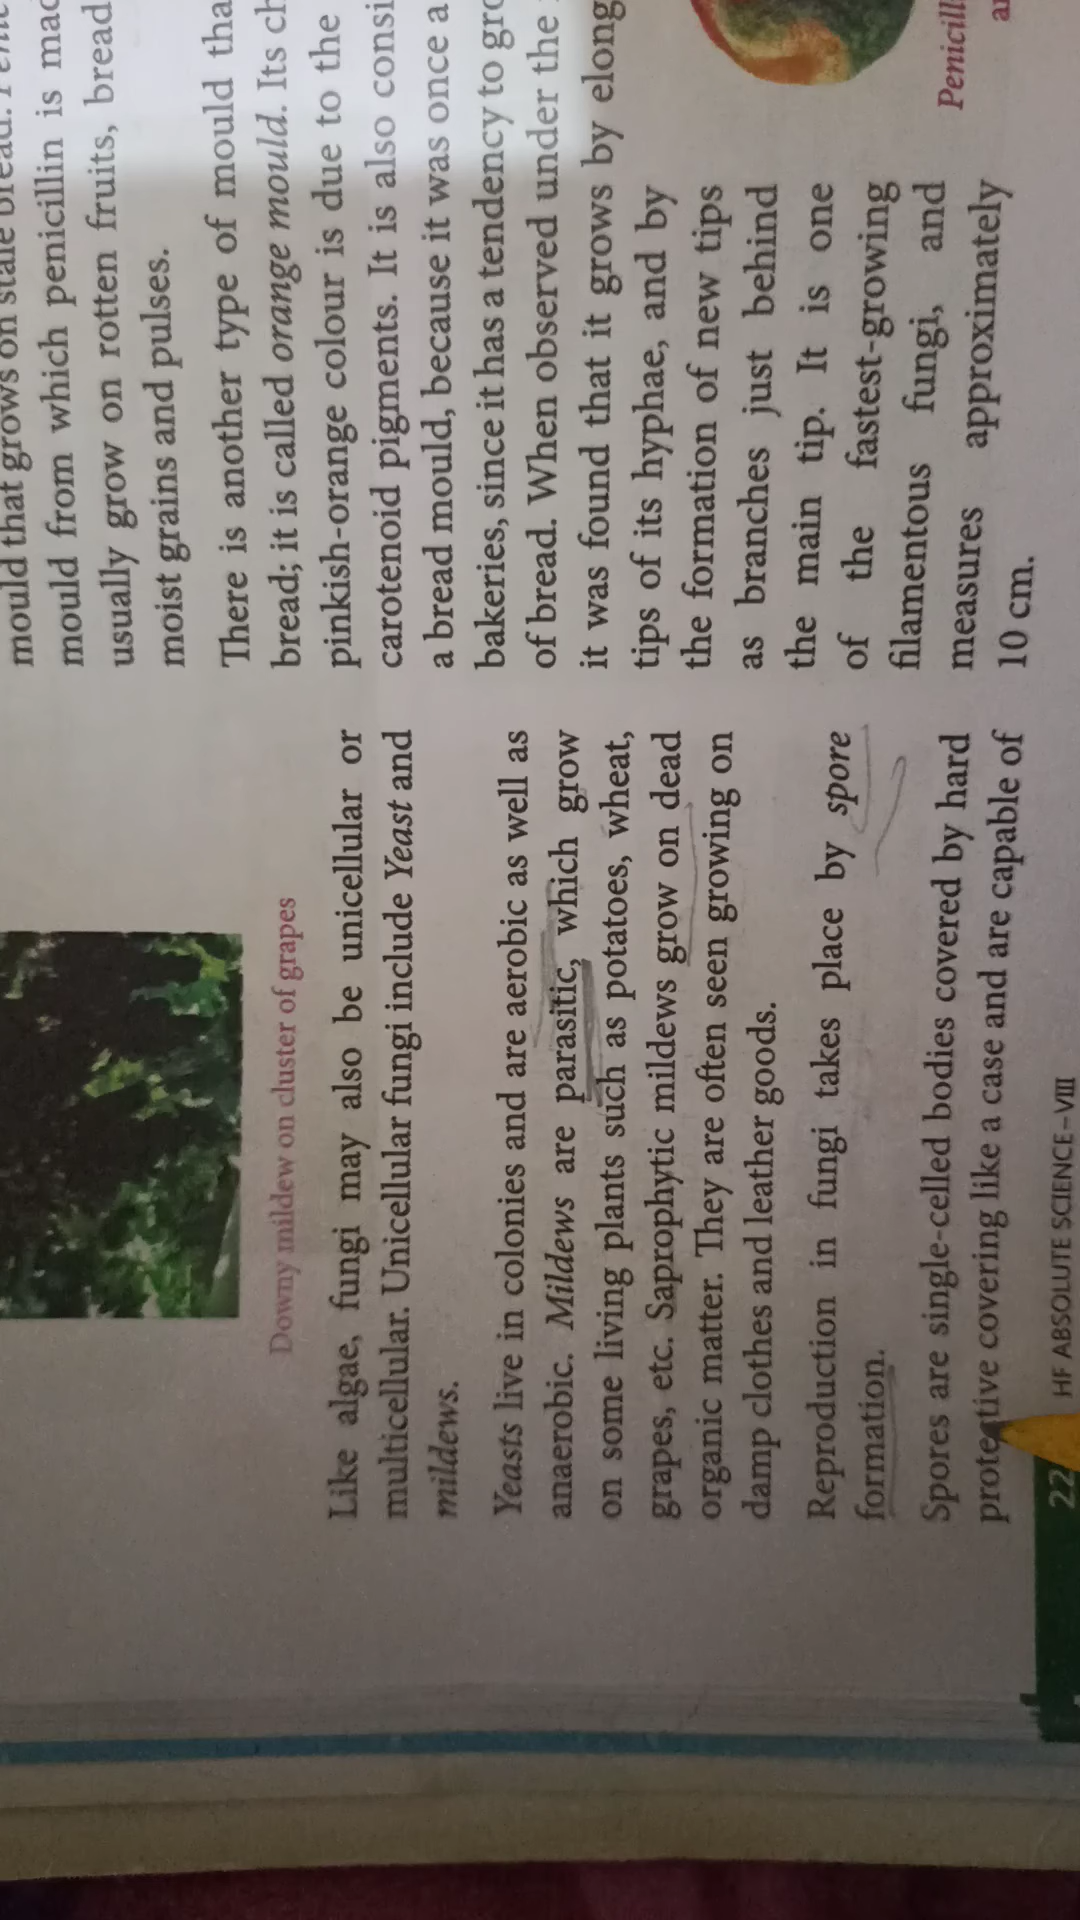 Downy mildew on cluster of grapes
Like algae, fungi may also be unicellular or
multicellular. Unicellular fungi include Yeast and
mildews.
Yeasts live in colonies and are aerobic as well as
anaerobic. Mildews are parasitic, which grow
on some living plants such as potatoes, wheat,
grapes, etc. Saprophytic mildews grow on dead
organic matter. They are often seen growing on
damp clothes and leather goods.
Reproduction in fungi takes place by spore
formation.
Spores are single-celled bodies covered by hard
protective covering like a case and are capable of
22
HF ABSOLUTE SCIENCE–VIII
mould that grows on stale bread.
mould from which penicillin is
usually grow on rotten fruits, bread
moist grains and pulses.
There is another type of mould
bread; it is called orange mould. Its
pinkish-orange colour is due to the
carotenoid pigments. It is also
a bread mould, because it was once a
bakeries, since it has a tendency to
of bread. When observed under the
it was found that it grows by
tips of its hyphae, and by
the formation of new tips
as branches just behind
the main tip. It is one
of the fastest-growing
filamentous fungi, and
measures approximately
10 cm.